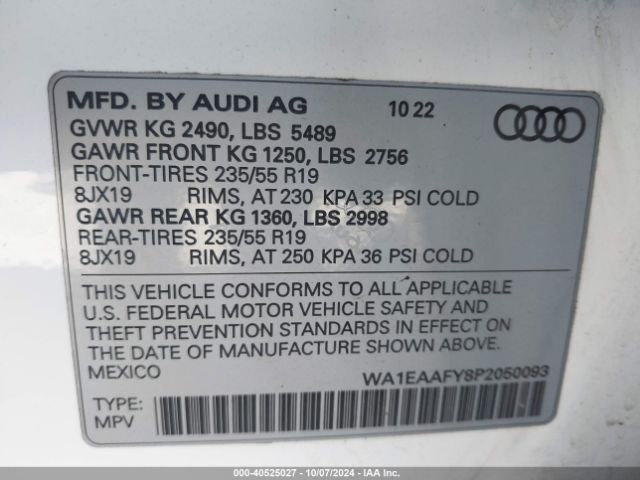 MFD. BY AUDI AG 10 22
GVWR KG 2490, LBS 5489
GAWR FRONT KG 1250, LBS 2756
FRONT-TIRES 235/55 R19
8JX19 RIMS, AT 230 KPA 33 PSI COLD
GAWR REAR KG 1360, LBS 2998
REAR-TIRES 235/55 R19
8JX19 RIMS, AT 250 KPA 36 PSI COLD
THIS VEHICLE CONFORMS TO ALL APPLICABLE
U.S. FEDERAL MOTOR VEHICLE SAFETY AND
THEFT PREVENTION STANDARDS IN EFFECT ON
THE DATE OF MANUFACTURE SHOWN ABOVE.
MEXICO WA1EAAFY8P2050093
TYPE:
MPV
000-40525027 - 10/07/2024 - IAA Inc.